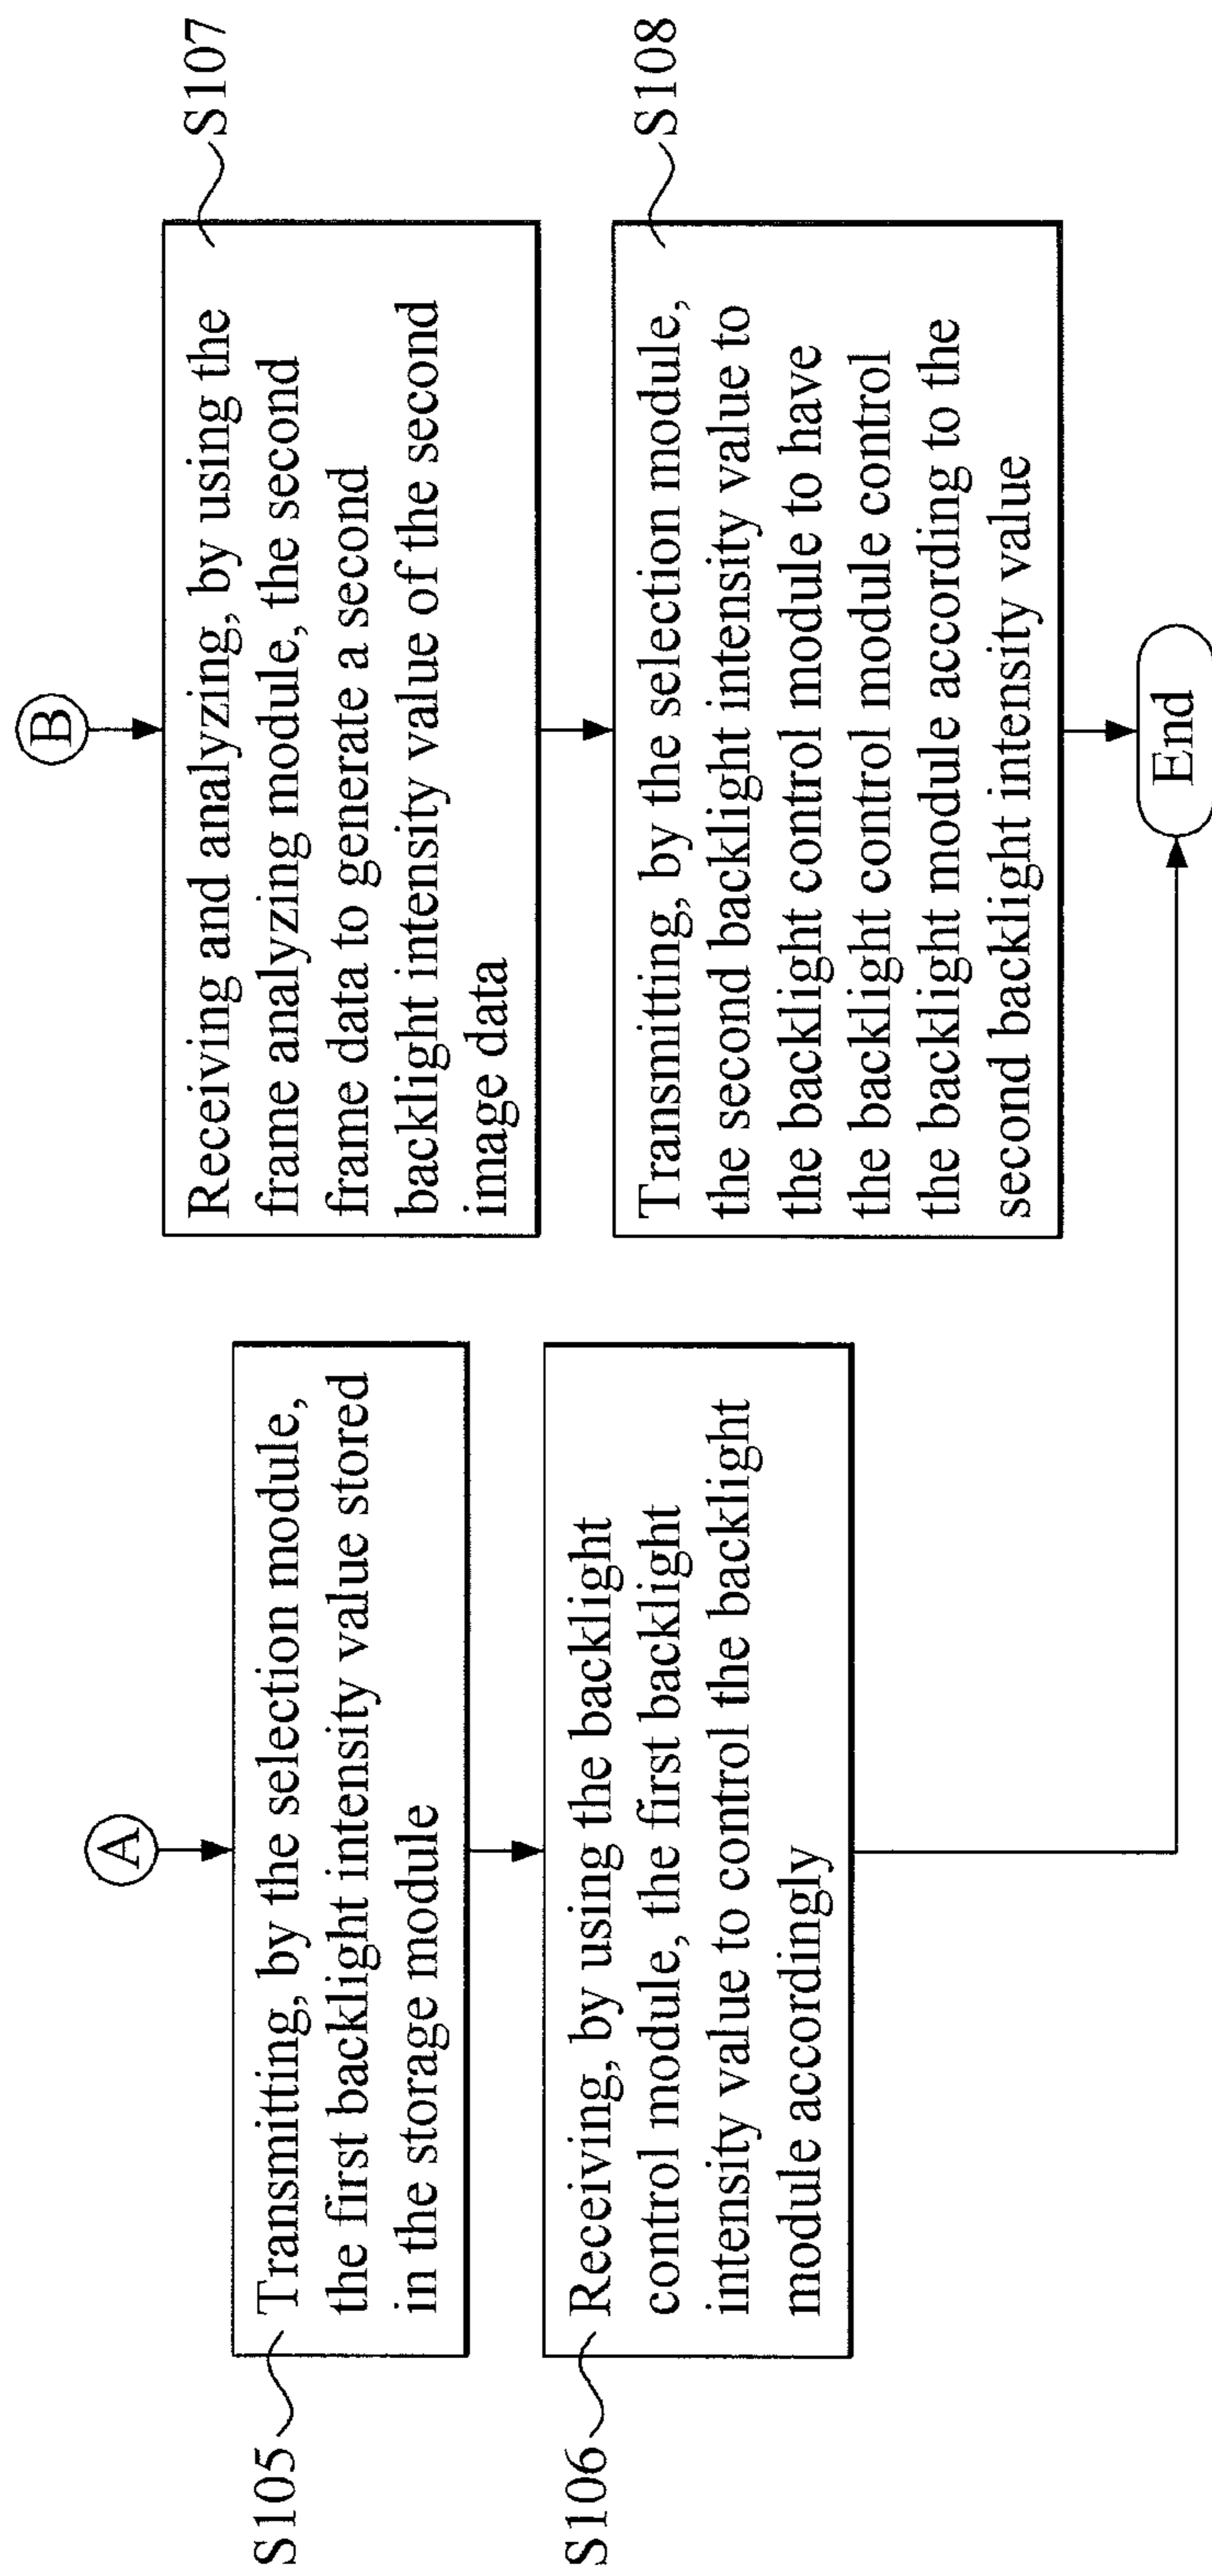 A
S105
Transmitting, by the selection module,
the first backlight intensity value stored
in the storage module
S106
Receiving, by using the backlight
control module, the first backlight
intensity value to control the backlight
module accordingly
B
S107
Receiving and analyzing, by using the
frame analyzing module, the second
frame data to generate a second
backlight intensity value of the second
image data
S108
Transmitting, by the selection module,
the second backlight intensity value to
the backlight control module to have
the backlight control module control
the backlight module according to the
second backlight intensity value
End